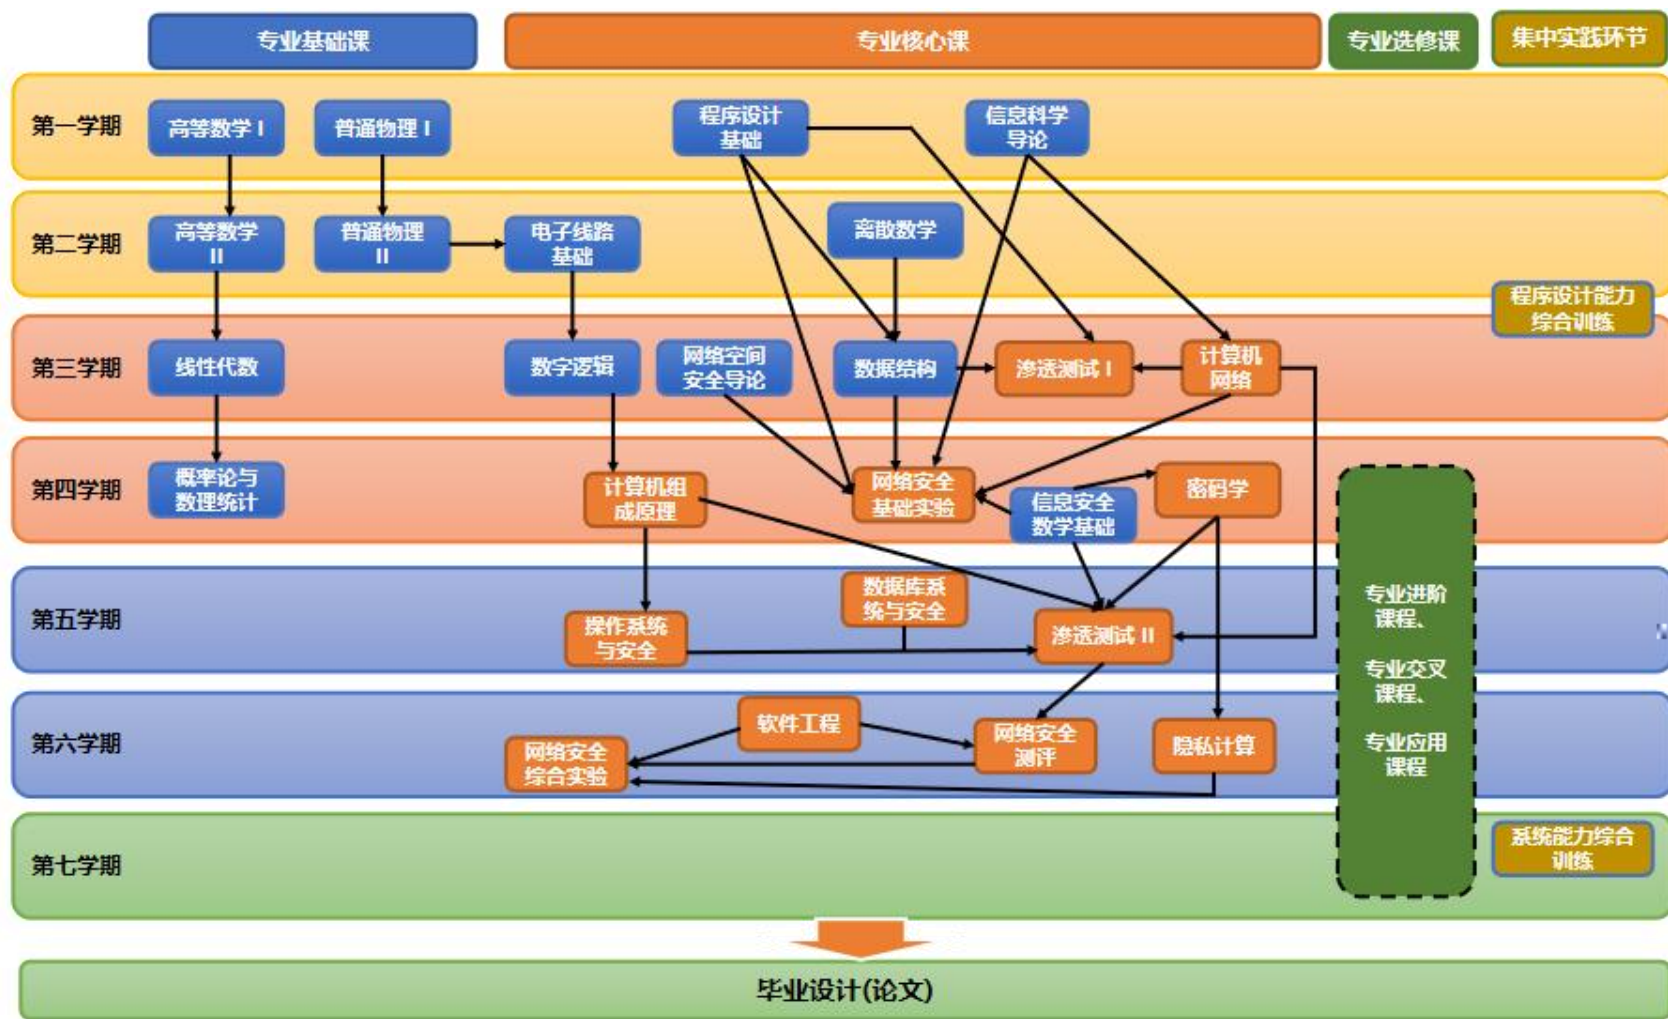 专业基础课
专业核心课
专业选修课
集中实践环节
第一学期
高等数学 I
普通物理 I
程序设计
基础
信息科学
导论
第二学期
高等数学
II
普通物理
II
电子线路
基础
离散数学
程序设计能力
综合训练
第三学期
线性代数
数字逻辑
网络空间
安全导论
数据结构
渗透测试 I
计算机
网络
第四学期
概率论与
数理统计
计算机组
成原理
网络安全
基础实验
信息安全
数学基础
密码学
第五学期
操作系统
与安全
数据库系
统与安全
渗透测试 II
专业进阶
课程、
专业交叉
课程、
专业应用
课程
第六学期
网络安全
综合实验
软件工程
网络安全
测评
隐私计算
第七学期
系统能力综合
训练
毕业设计(论文)